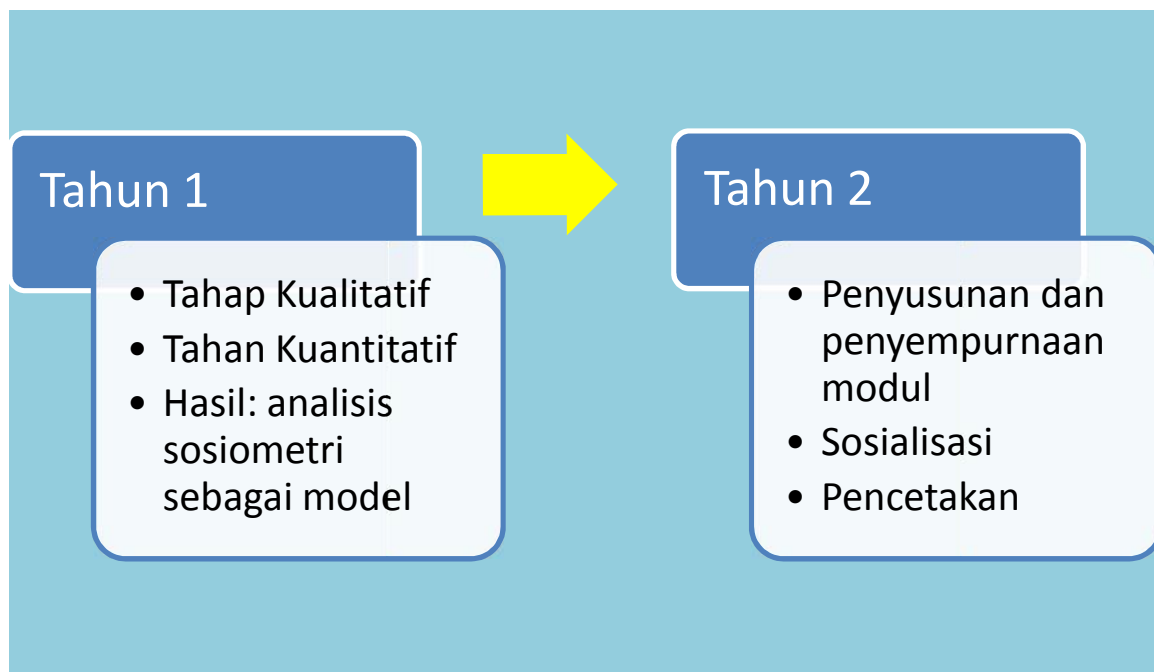 Tahun 1
• Tahap Kualitatif
• Tahan Kuantitatif
• Hasil: analisis
sosiometri
sebagai model
Tahun 2
• Penyusunan dan
penyempurnaan
modul
• Sosialisasi
• Pencetakan